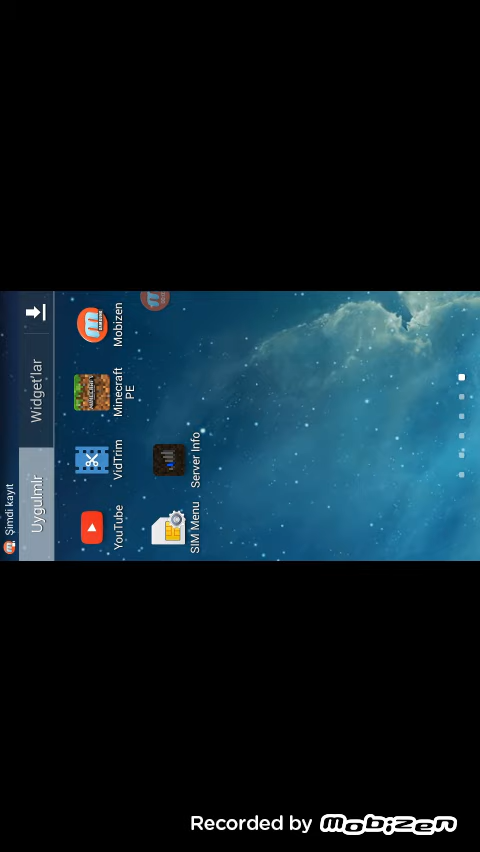 Şimdi kayıt
Uygulmlr
Widget'lar
YouTube
VidTrim
Minecraft
PE
Mobizen
SIM Menu
Server Info
Recorded by mobizen